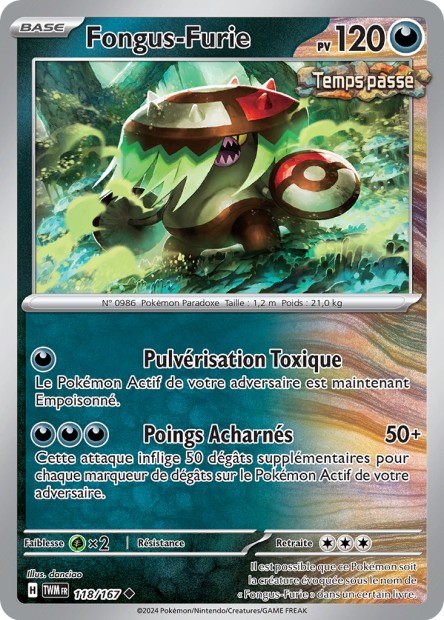 BASE Fongus-Furie PV 120
Temps passé
N° 0986 Pokémon Paradoxe Taille : 1,2 m Poids : 21,0 kg
Pulvérisation Toxique
Le Pokémon Actif de votre adversaire est maintenant
Empoisonné.
Poings Acharnés 50+
Cette attaque inflige 50 dégâts supplémentaires pour
chaque marqueur de dégâts sur le Pokémon Actif de votre
adversaire.
Faiblesse ×2 Résistance Retraite
Illus. danciao
H TWM FR 118/167
Il est possible que ce Pokémon soit
la créature évoquée sous le nom de
« Fongus-Furie » dans un certain livre.
©2024 Pokémon/Nintendo/Creatures/GAME FREAK